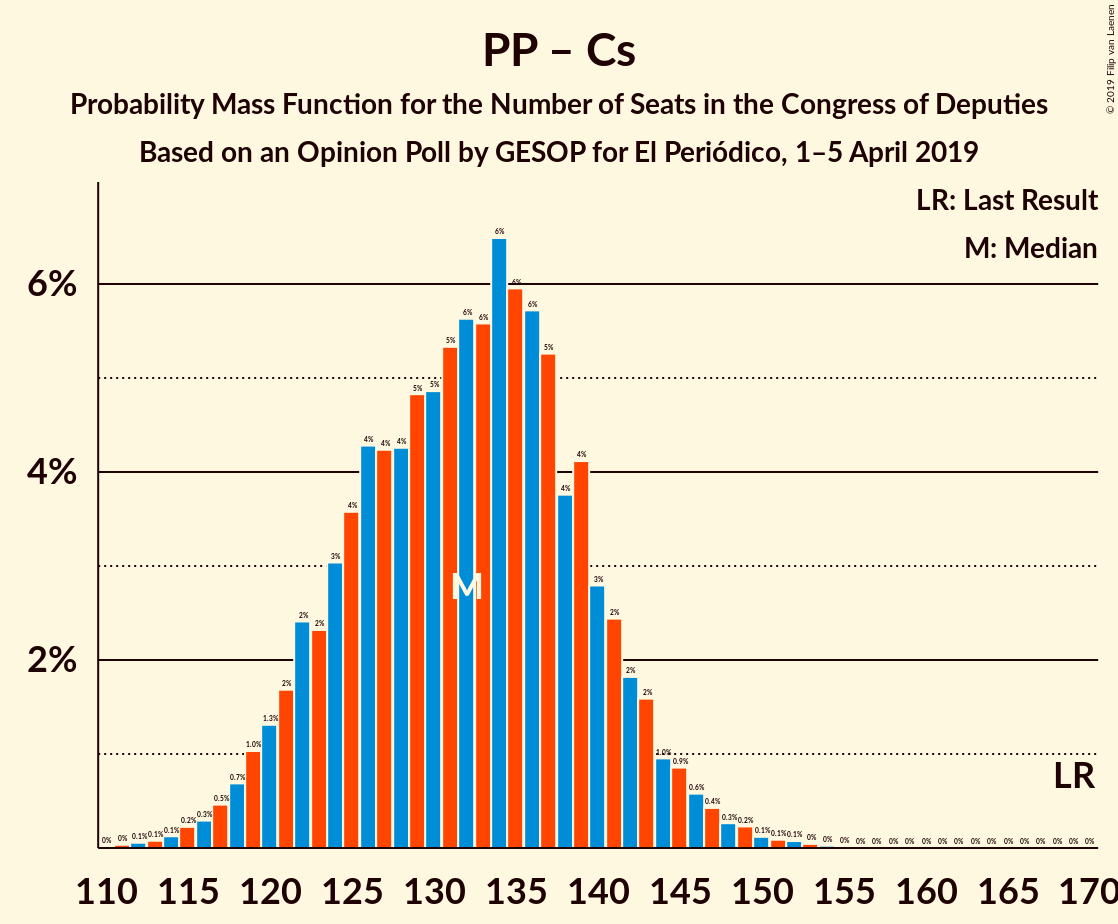 PP – Cs
Probability Mass Function for the Number of Seats in the Congress of Deputies
Based on an Opinion Poll by GESOP for El Periódico, 1–5 April 2019
© 2019 Filip van Laenen
LR: Last Result
M: Median
6%
4%
2%
0% 0% 0.1% 0.1% 0.1% 0.2% 0.3% 0.5% 0.7% 1.0% 1.3% 2% 2% 2% 3% 4% 4% 4% 4% 5% 5% 5% 6% 6% 6% 6% 6% 5% 4% 4% 3% 2% 2% 2% 1.0% 0.9% 0.6% 0.4% 0.3% 0.2% 0.1% 0.1% 0.1% 0% 0% 0% 0% 0% 0% 0% 0% 0% 0% 0% 0% 0% 0% 0% 0% 0% 0%
M
LR
110 115 120 125 130 135 140 145 150 155 160 165 170